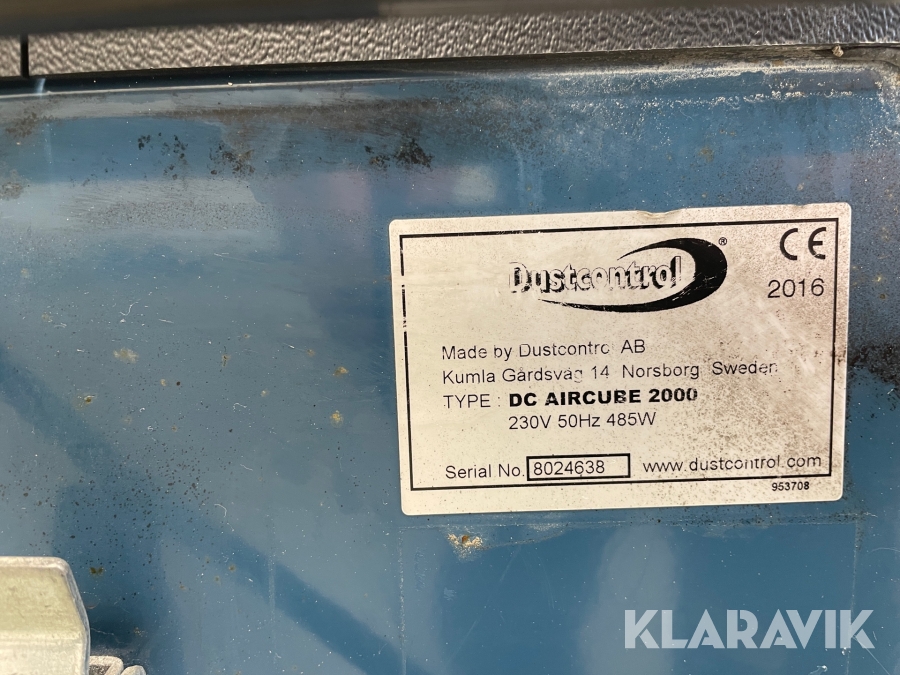 Dustcontrol ®
CE
2016
Made by Dustcontrol AB
Kumla Gårdsväg 14 Norsborg Sweden
TYPE : DC AIRCUBE 2000
230V 50Hz 485W
Serial No. 8024638 www.dustcontrol.com
953708
KLARAVIK